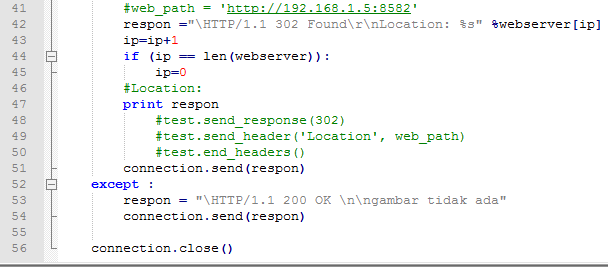 41 #web_path = 'http://192.168.1.5:8582'
42 respon ="\HTTP/1.1 302 Found\r\nLocation: %s" %webserver[ip]
43 ip=ip+1
44 if (ip == len(webserver)):
45 ip=0
46 #Location:
47 print respon
48 #test.send_response(302)
49 #test.send_header('Location', web_path)
50 #test.end_headers()
51 connection.send(respon)
52 except :
53 respon = "\HTTP/1.1 200 OK \n\ngambar tidak ada"
54 connection.send(respon)
55
56 connection.close()